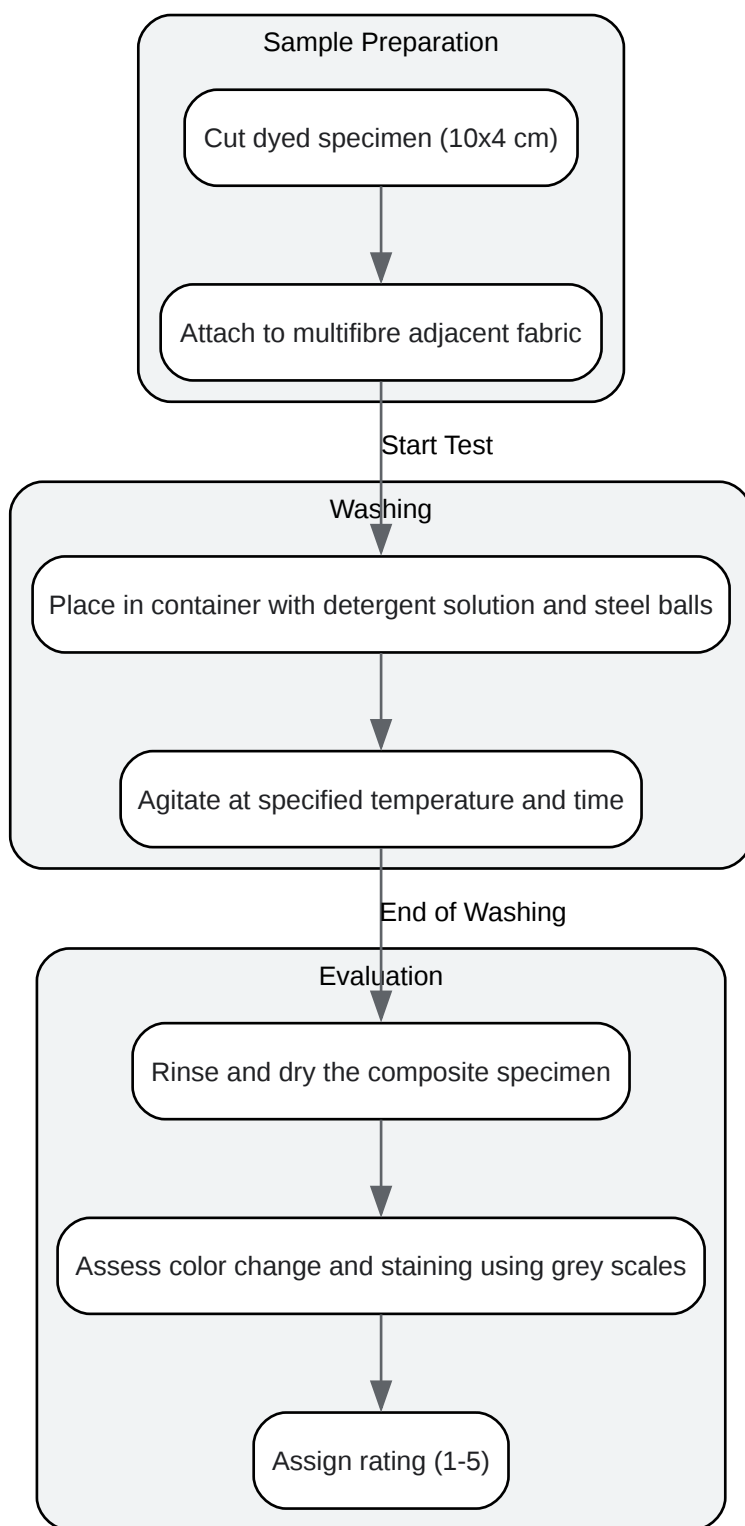 Sample Preparation
Cut dyed specimen (10x4 cm)
Attach to multifibre adjacent fabric
Start Test
Washing
Place in container with detergent solution and steel balls
Agitate at specified temperature and time
End of Washing
Evaluation
Rinse and dry the composite specimen
Assess color change and staining using grey scales
Assign rating (1-5)